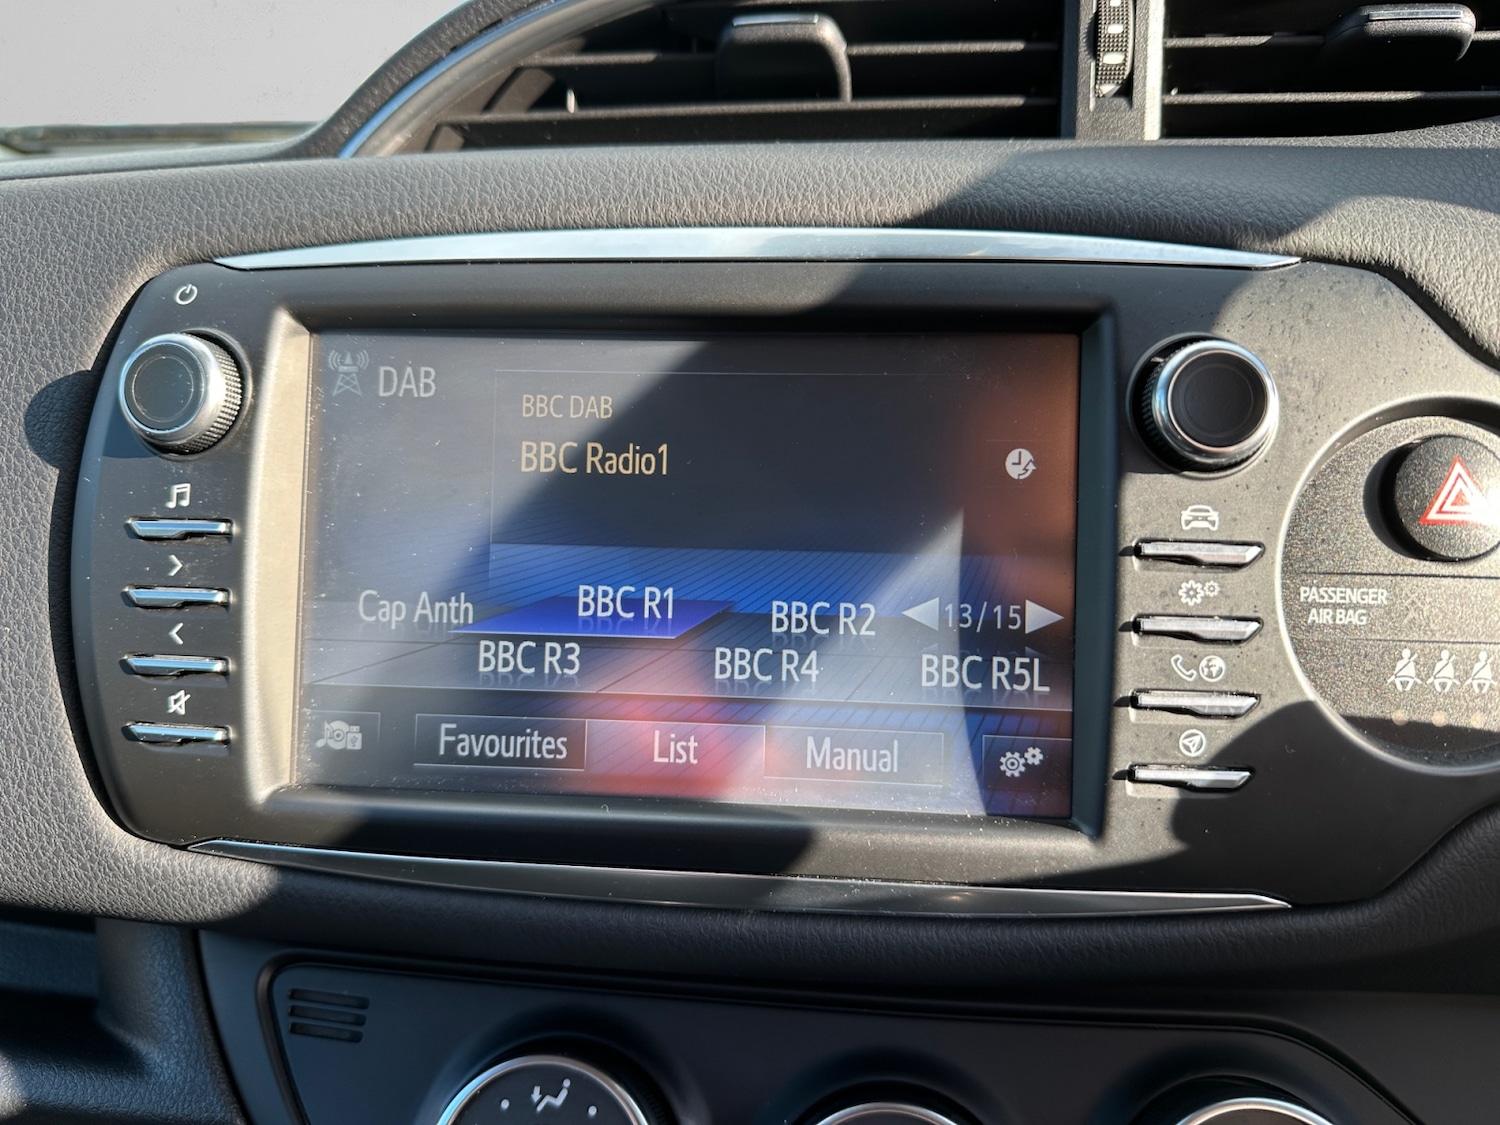 DAB
BBC DAB
BBC Radio1
Cap Anth
BBC R1
BBC R2
13/15
BBC R3
BBC R4
BBC R5L
Favourites
List
Manual
PASSENGER
AIR BAG